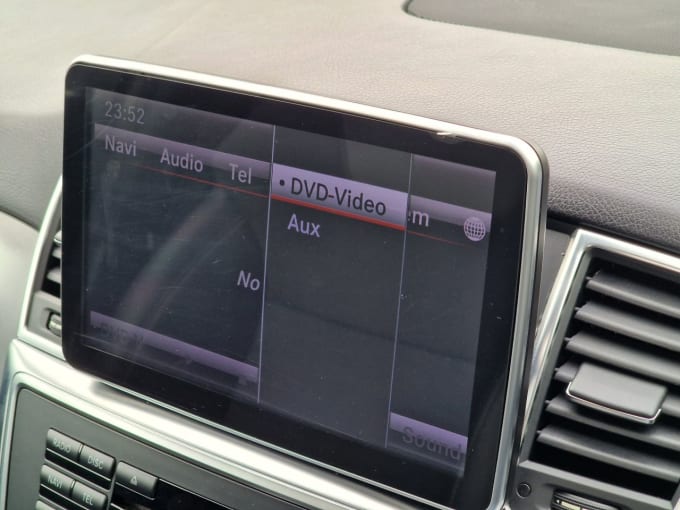 23:52
Navi Audio Tel
• DVD-Video
:m
Aux
No
Sound
RADIO DISC
NAVI TEL